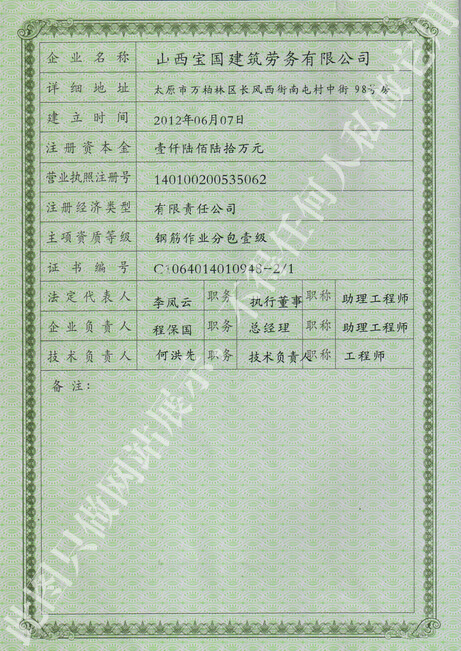 企业名称 山西宝国建筑劳务有限公司
详细地址 太原市万柏林区长风西街南屯村中街98号房
建立时间 2012年06月07日
注册资本金 壹仟陆佰陆拾万元
营业执照注册号 140100200535062
注册经济类型 有限责任公司
主项资质等级 钢筋作业分包壹级
证书编号 C1064014010948-2/1
法定代表人 李凤云 职务 执行董事 职称 助理工程师
企业负责人 程保国 职务 总经理 职称 助理工程师
技术负责人 何洪先 职务 技术负责人 职称 工程师
备注：
此图只做网站展示，不得任何人私做它用